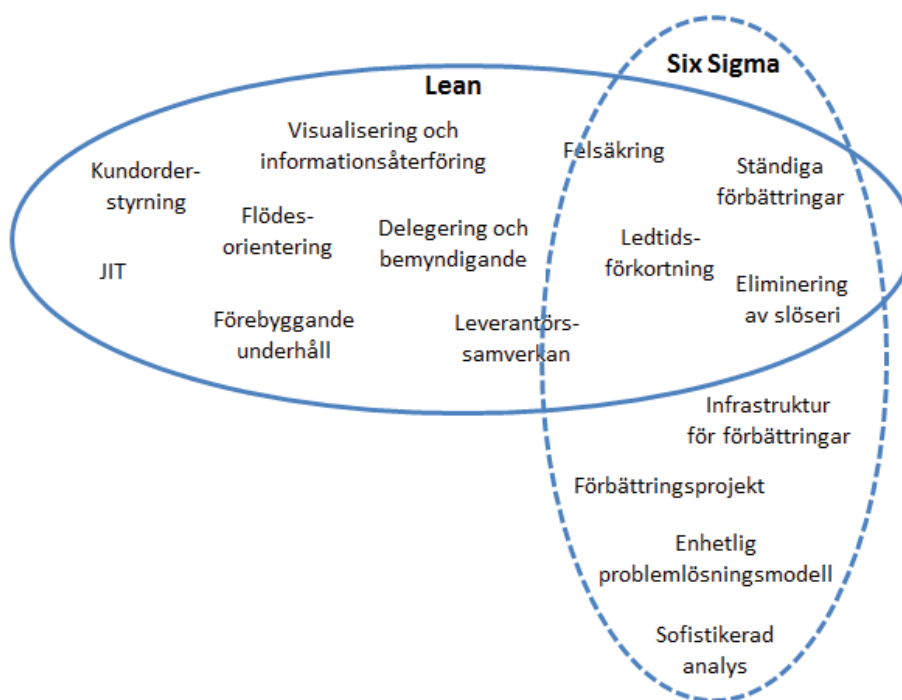 Six Sigma
Lean
Visualisering och
informationsåterföring
Felsäkring
Kundorder-
styrning
Ständiga
förbättringar
Flödes-
orientering
Delegering och
bemyndigande
Ledtids-
förkortning
JIT
Eliminering
av slöseri
Förebyggande
underhåll
Leverantörs-
samverkan
Infrastruktur
för förbättringar
Förbättringsprojekt
Enhetlig
problemlösningsmodell
Sofistikerad
analys